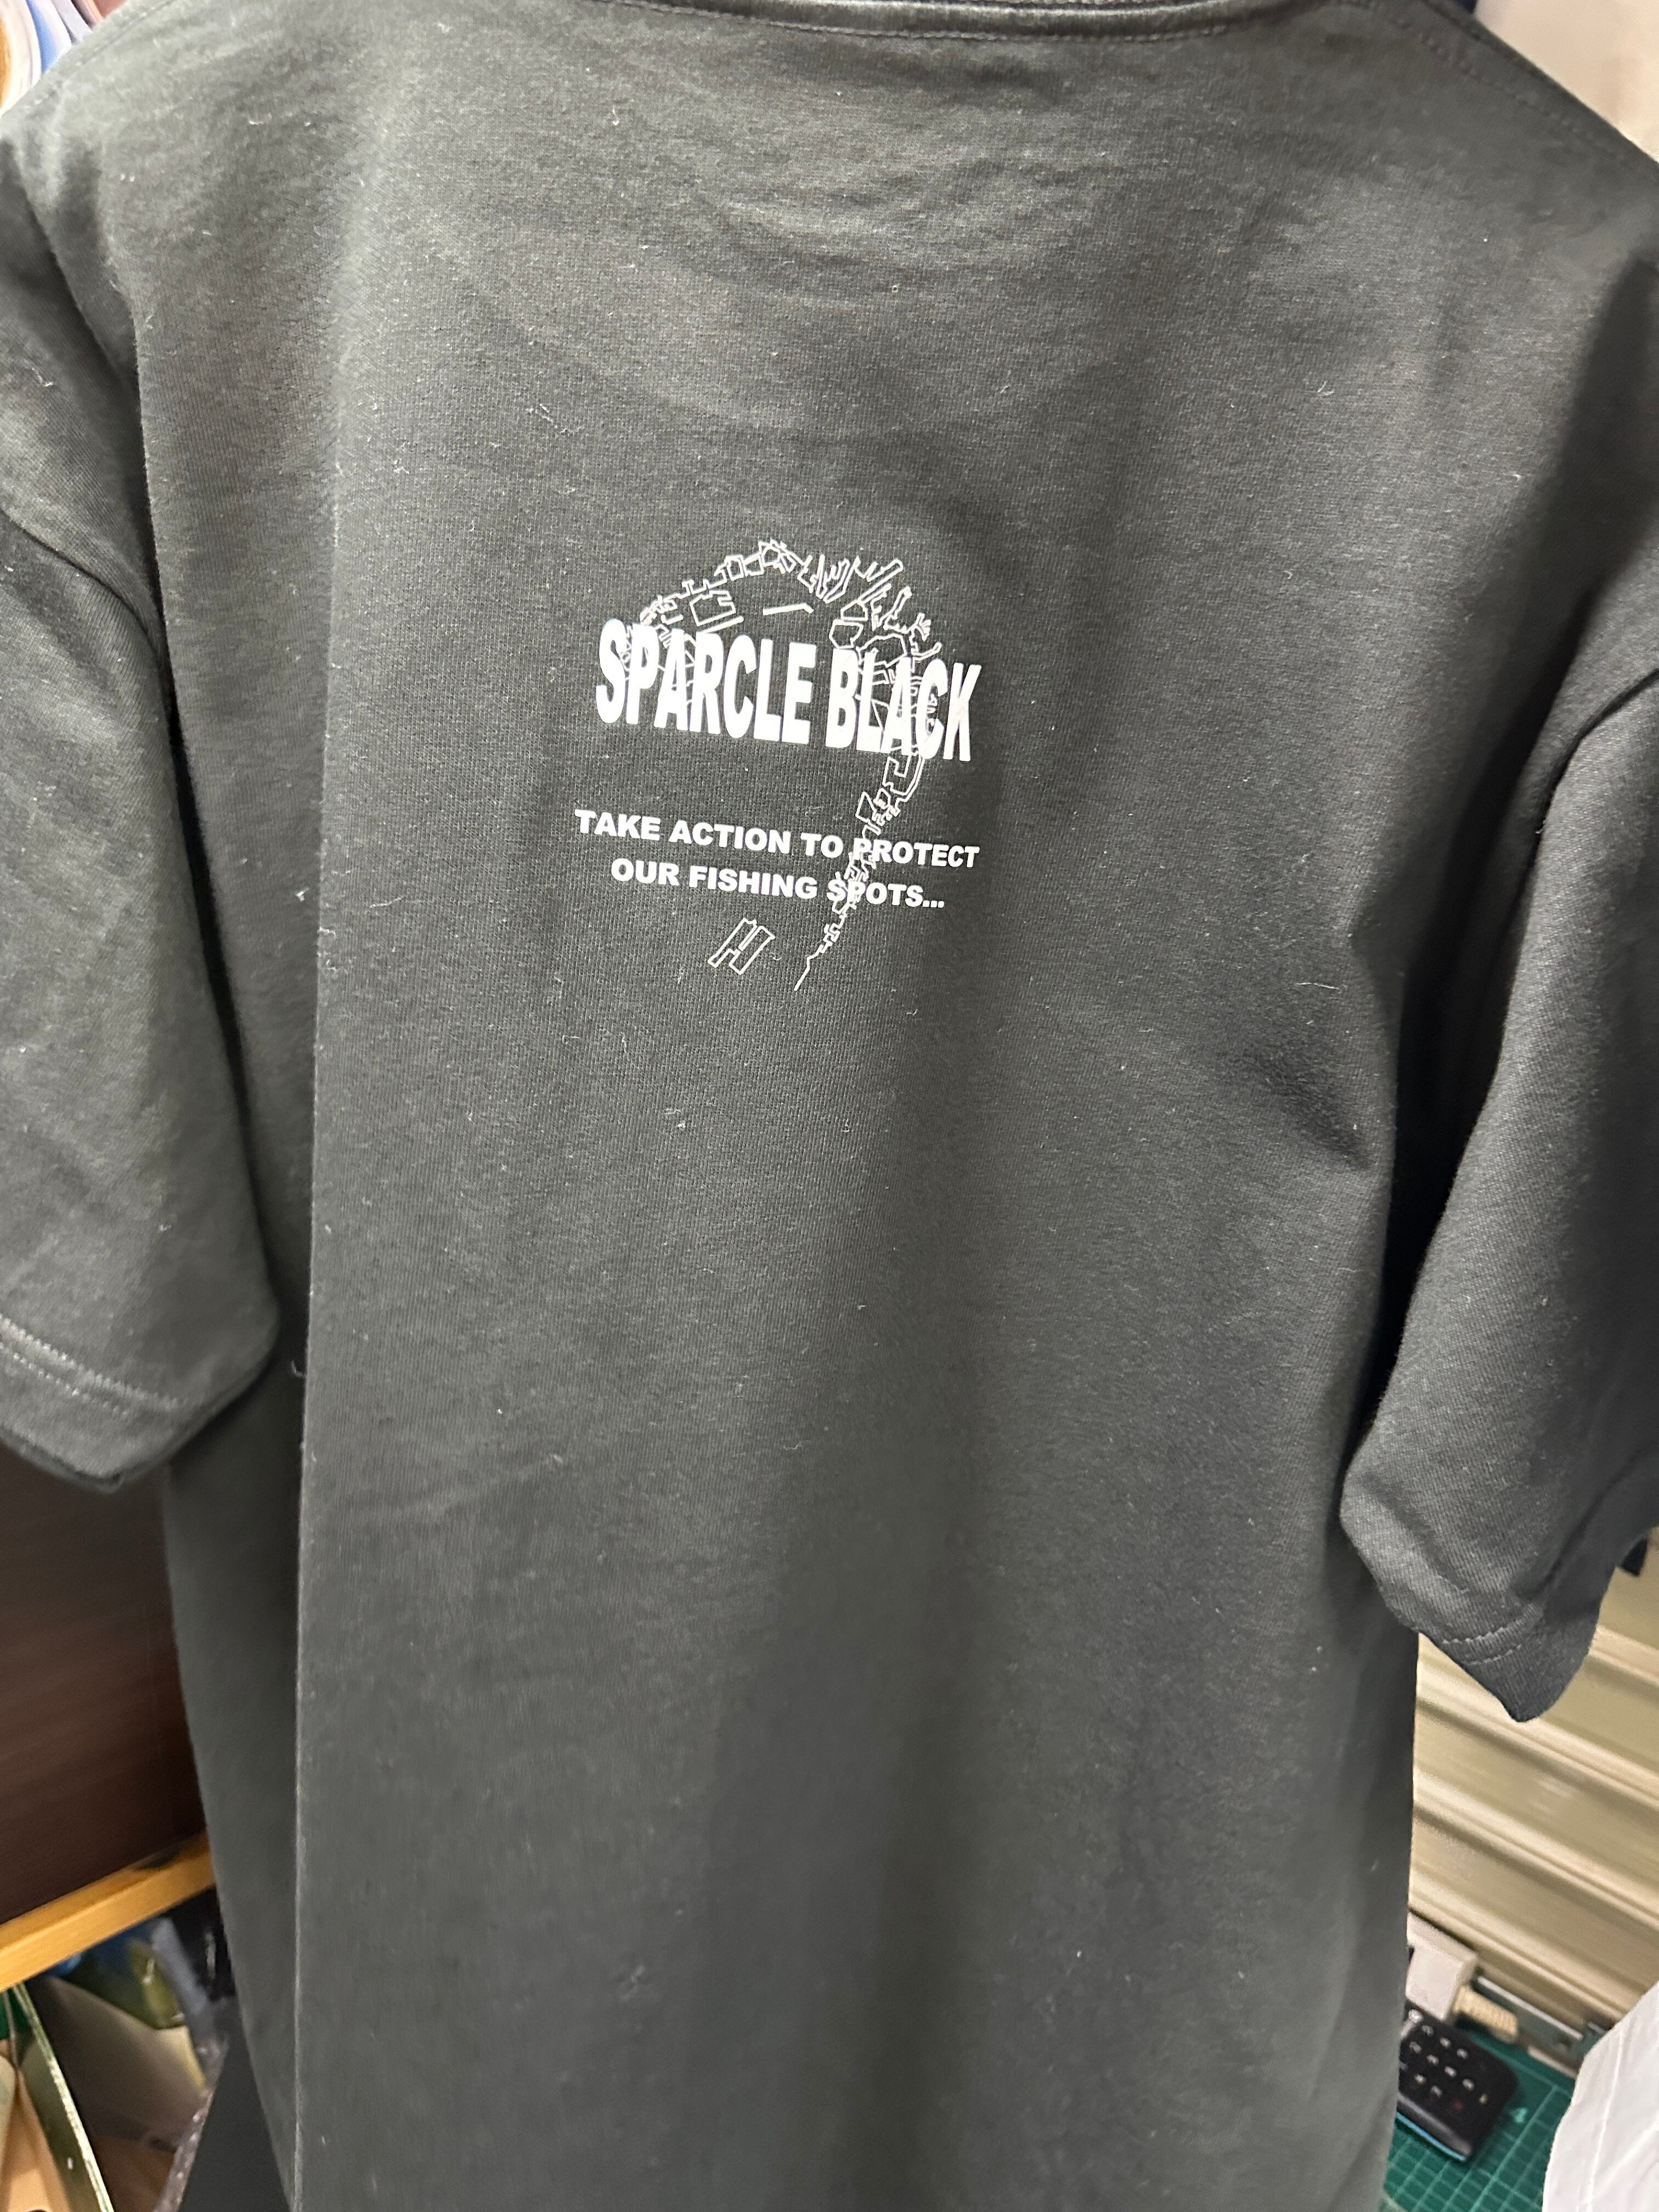 SPARCLE BLACK
TAKE ACTION TO PROTECT
OUR FISHING SPOTS...